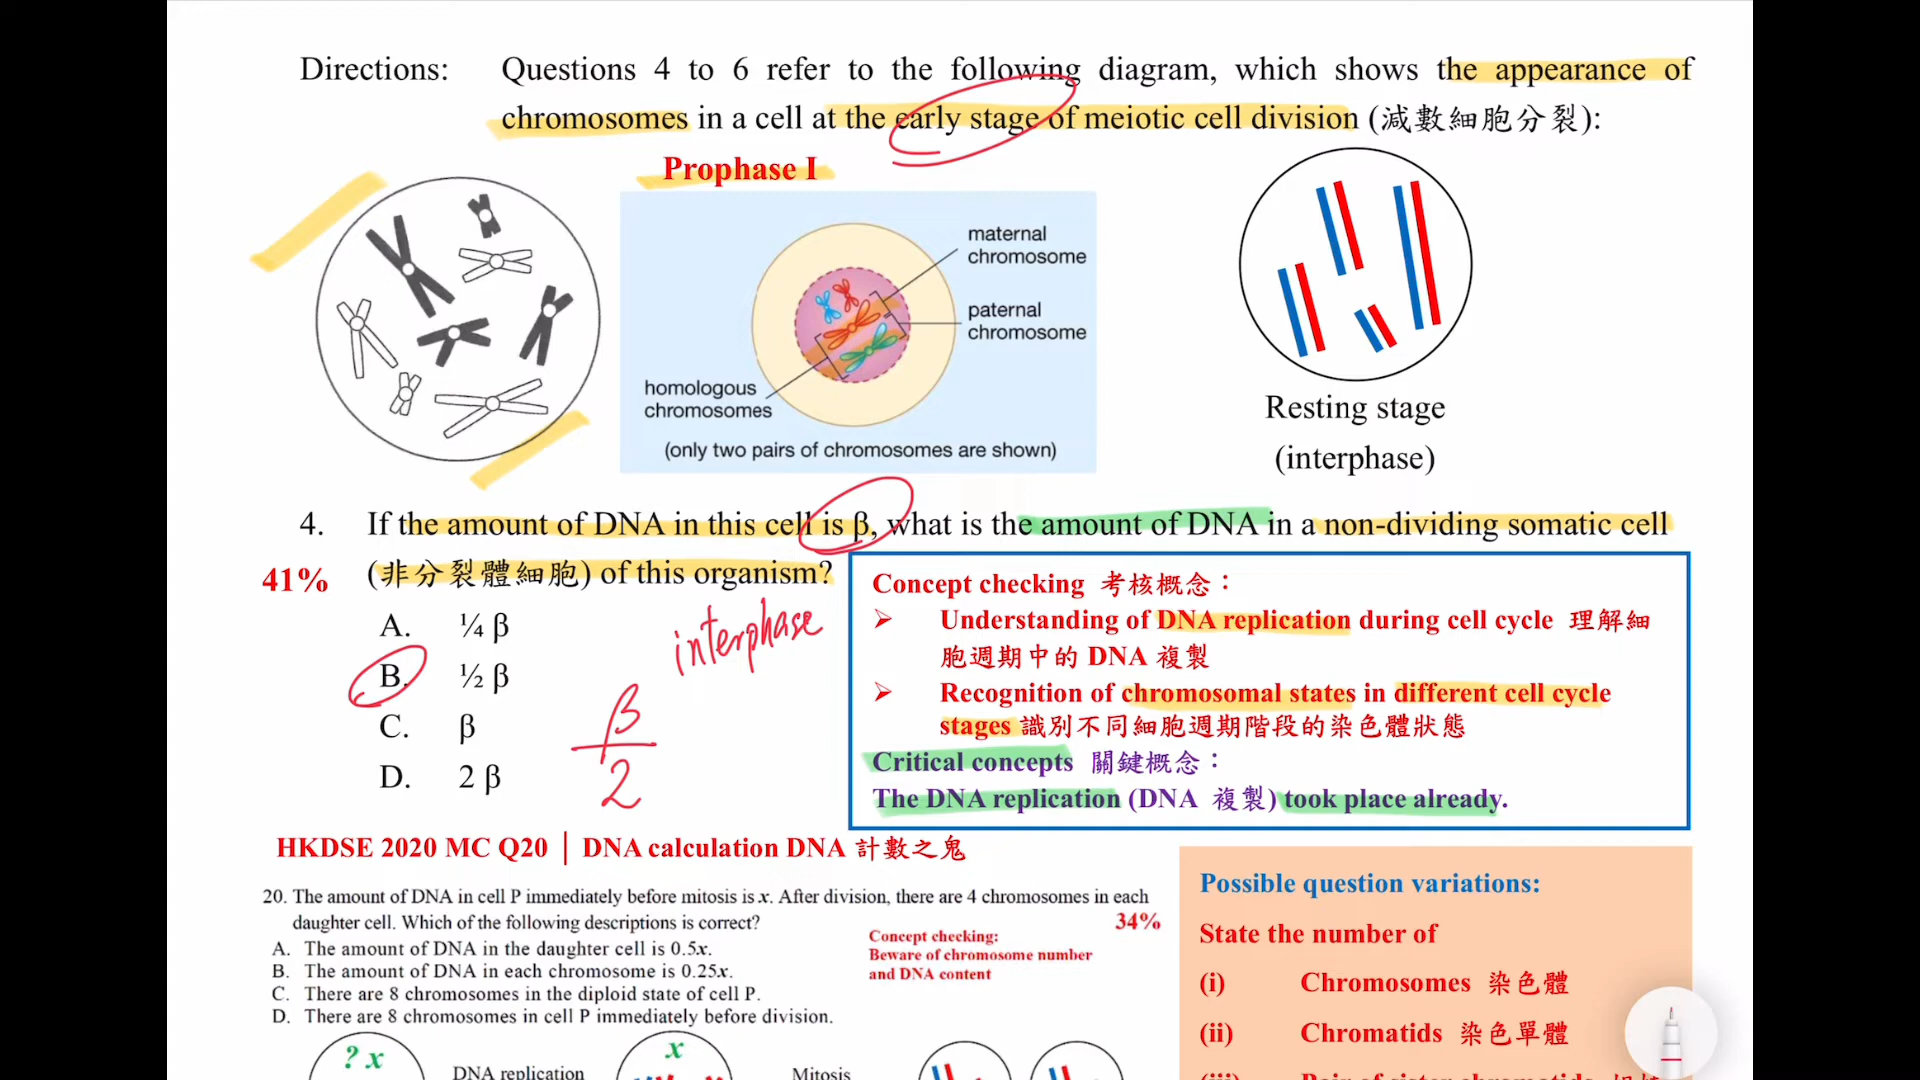 Directions: Questions 4 to 6 refer to the following diagram, which shows the appearance of
chromosomes in a cell at the early stage of meiotic cell division (減數細胞分裂):
Prophase I
maternal
chromosome
paternal
chromosome
homologous
chromosomes
(only two pairs of chromosomes are shown)
Resting stage
(interphase)
4. If the amount of DNA in this cell is β, what is the amount of DNA in a non-dividing somatic cell
(非分裂體細胞) of this organism?
41%
A. ¼ β
B. ½ β
C. β
D. 2 β
interphase
β
2
Concept checking 考核概念：
➢ Understanding of DNA replication during cell cycle 理解細
胞週期中的 DNA 複製
➢ Recognition of chromosomal states in different cell cycle
stages 識別不同細胞週期階段的染色體狀態
Critical concepts 關鍵概念：
The DNA replication (DNA 複製) took place already.
HKDSE 2020 MC Q20 │ DNA calculation DNA 計數之鬼
20. The amount of DNA in cell P immediately before mitosis is x. After division, there are 4 chromosomes in each
daughter cell. Which of the following descriptions is correct?
34%
A. The amount of DNA in the daughter cell is 0.5x.
B. The amount of DNA in each chromosome is 0.25x.
C. There are 8 chromosomes in the diploid state of cell P.
D. There are 8 chromosomes in cell P immediately before division.
Concept checking:
Beware of chromosome number
and DNA content
? x
DNA replication
x
Mitosis
Possible question variations:
State the number of
(i) Chromosomes 染色體
(ii) Chromatids 染色單體
(iii) Pair of sister chromatids